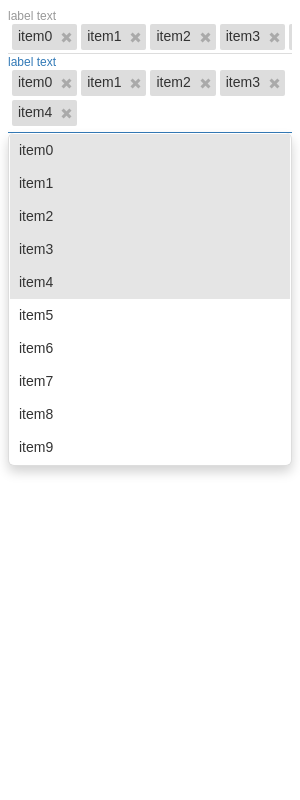 label text
item0 item1 item2 item3
label text
item0 item1 item2 item3
item4
item0
item1
item2
item3
item4
item5
item6
item7
item8
item9